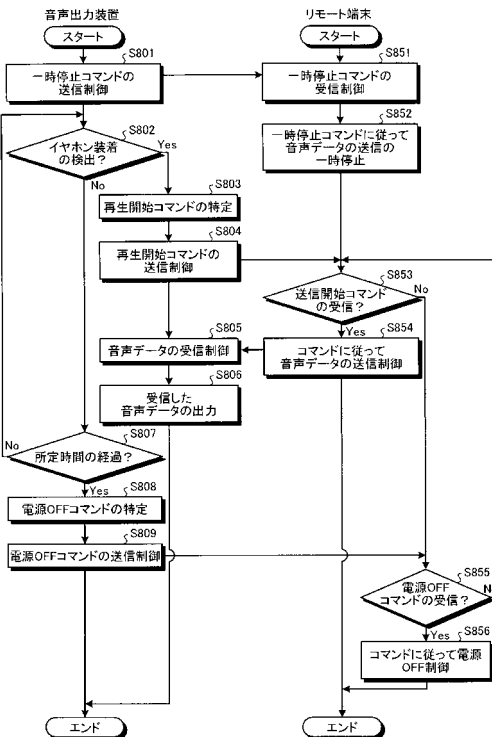 音声出力装置
リモート端末
スタート
スタート
S801
一時停止コマンドの
送信制御
S851
一時停止コマンドの
受信制御
S802
イヤホン装着
の検出？
Yes
No
S852
一時停止コマンドに従って
音声データの送信の
一時停止
S803
再生開始コマンドの特定
S804
再生開始コマンドの
送信制御
S853
送信開始コマンド
の受信？
No
Yes
S805
音声データの受信制御
S854
コマンドに従って
音声データの送信制御
S806
受信した
音声データの出力
S807
所定時間の経過？
No
Yes
S808
電源OFFコマンドの特定
S809
電源OFFコマンドの送信制御
S855
電源OFF
コマンドの受信？
Yes
S856
コマンドに従って電源
OFF制御
エンド
エンド